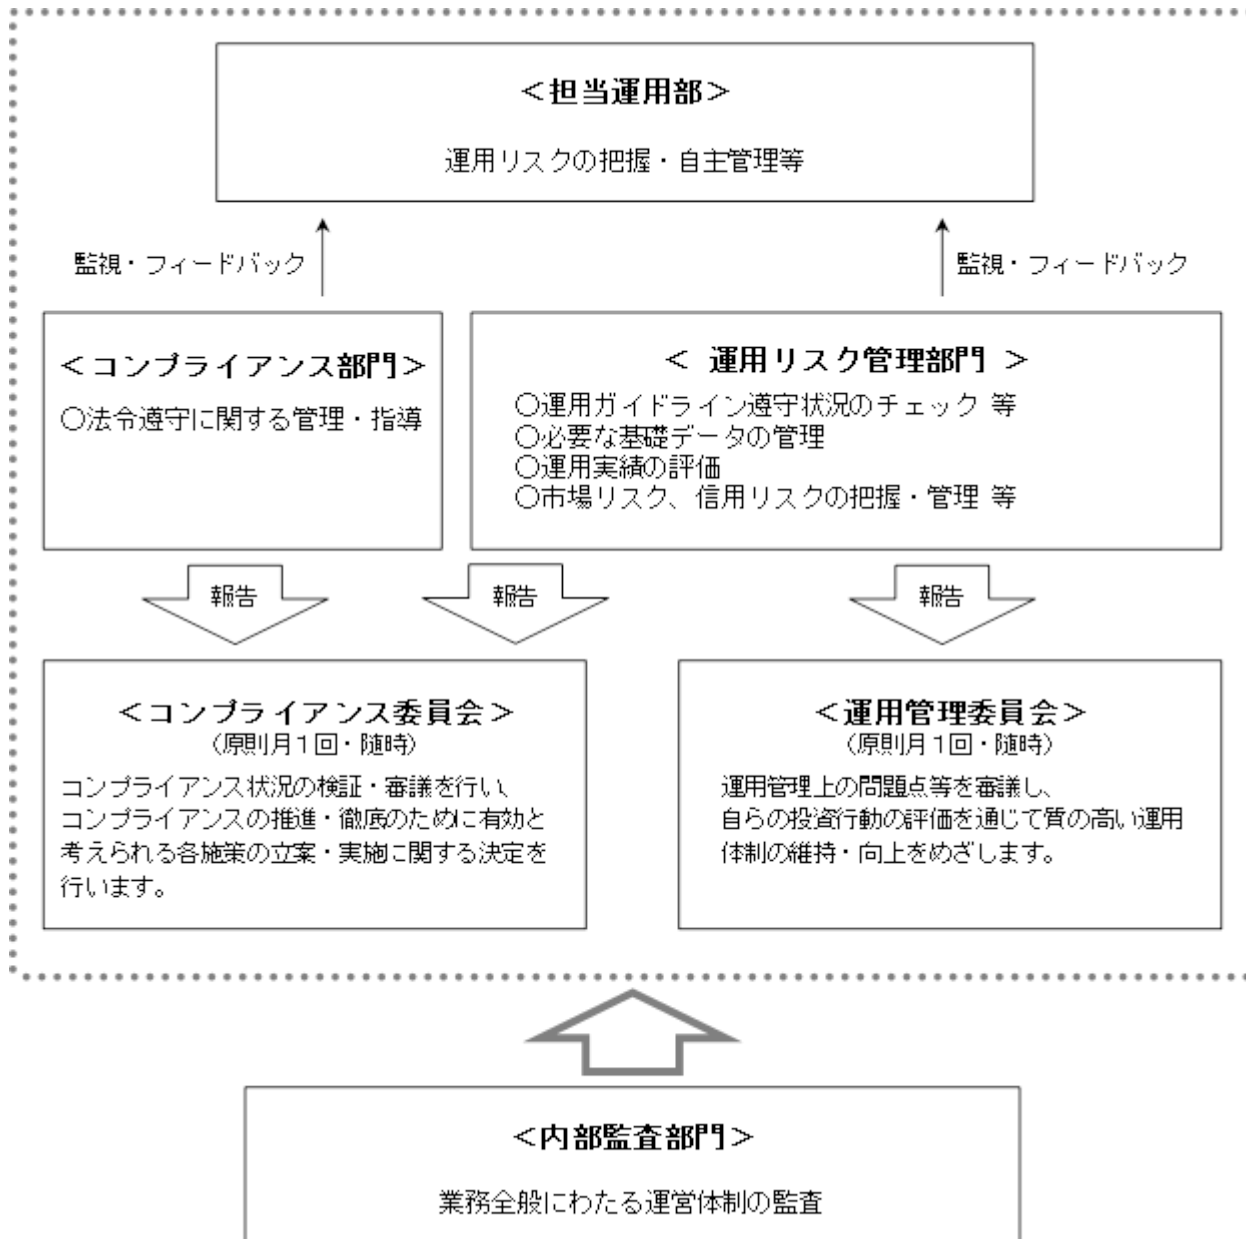 ＜担当運用部＞
運用リスクの把握・自主管理等
監視・フィードバック
監視・フィードバック
＜コンプライアンス部門＞
〇法令遵守に関する管理・指導
＜ 運用リスク管理部門 ＞
〇運用ガイドライン遵守状況のチェック 等
〇必要な基礎データの管理
〇運用実績の評価
〇市場リスク、信用リスクの把握・管理 等
報告
報告
報告
＜コンプライアンス委員会＞
（原則月１回・随時）
コンプライアンス状況の検証・審議を行い、
コンプライアンスの推進・徹底のために有効と
考えられる各施策の立案・実施に関する決定を
行います。
＜運用管理委員会＞
（原則月１回・随時）
運用管理上の問題点等を審議し、
自らの投資行動の評価を通じて質の高い運用
体制の維持・向上をめざします。
＜内部監査部門＞
業務全般にわたる運営体制の監査